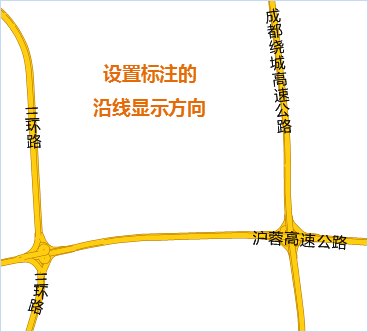 设置标注的
沿线显示方向
成都绕城高速公路
三环路
沪蓉高速公路
三环路